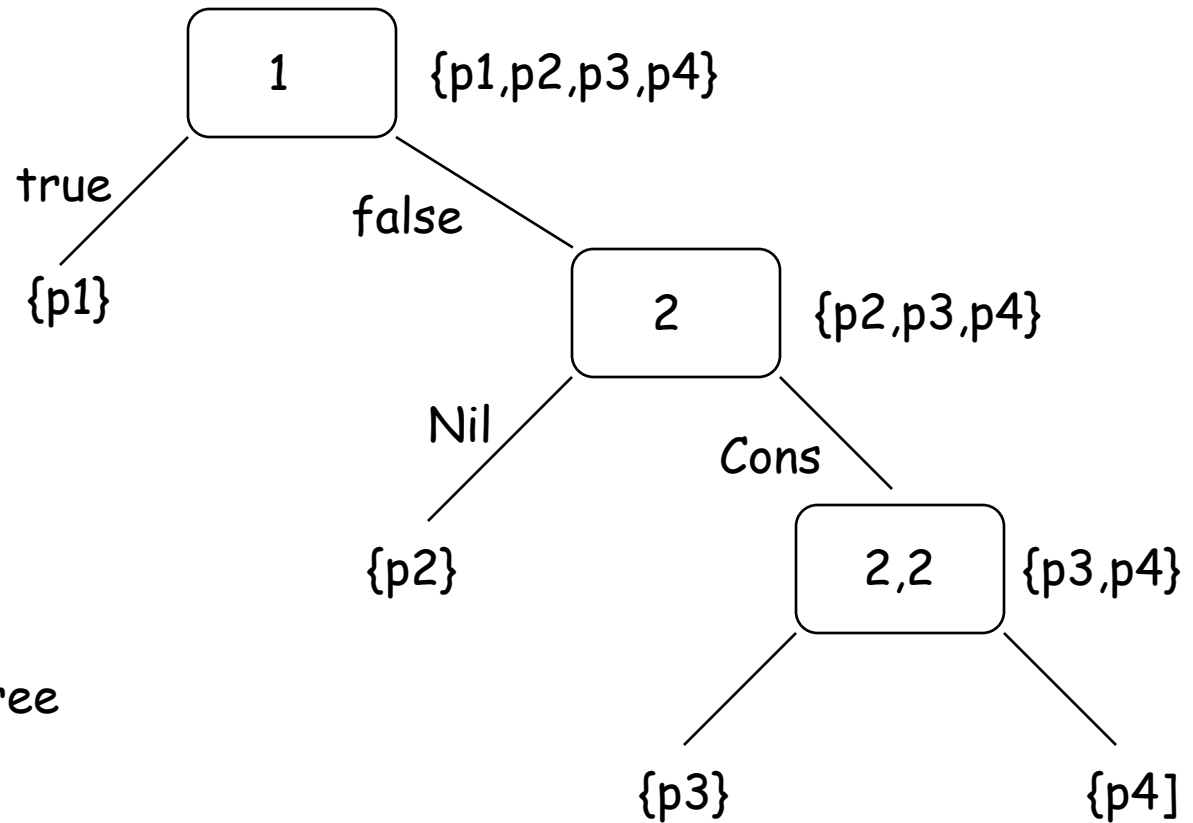 1 {p1,p2,p3,p4}
true
false
{p1}
2 {p2,p3,p4}
Nil
Cons
{p2}
2,2 {p3,p4}
ree
{p3} {p4]